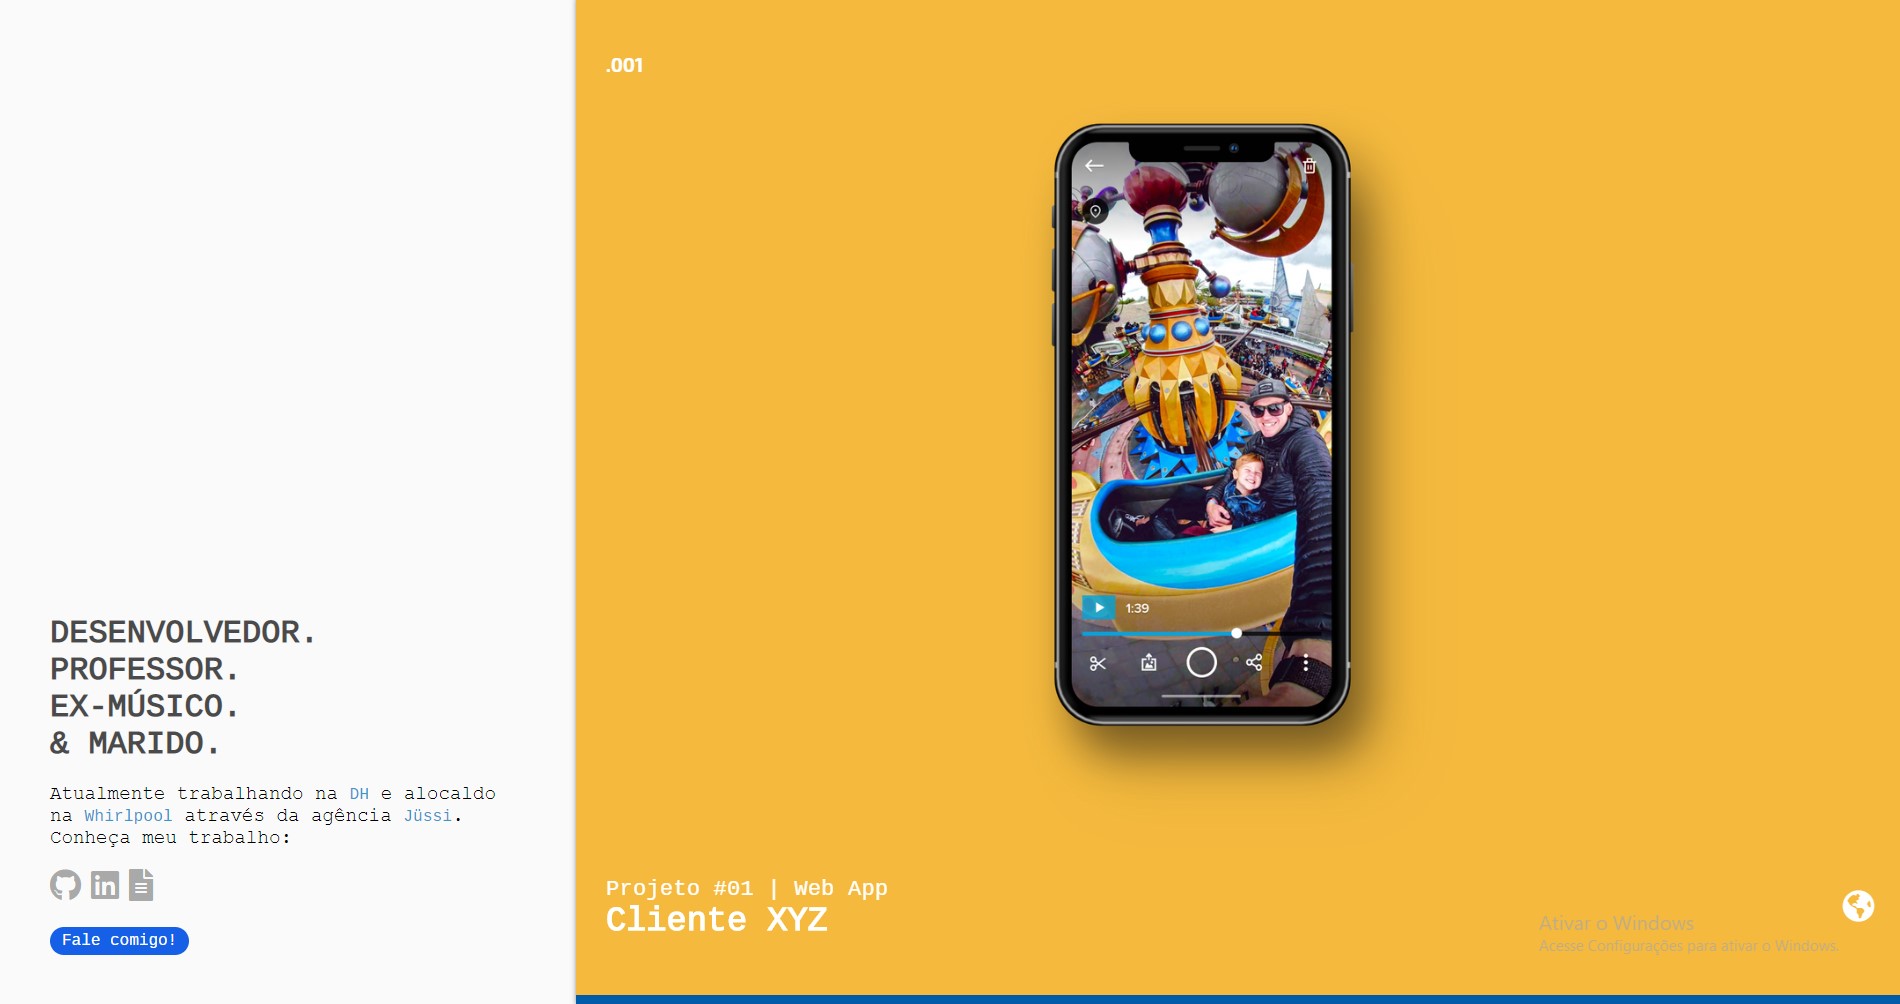 DESENVOLVEDOR.
PROFESSOR.
EX-MÚSICO.
& MARIDO.
Atualmente trabalhando na DH e alocaldo
na Whirlpool através da agência Jüssi.
Conheça meu trabalho:
in
Fale comigo!
.001
1:39
Projeto #01 | Web App
Cliente XYZ
Ativar o Windows
Acesse Configurações para ativar o Windows.